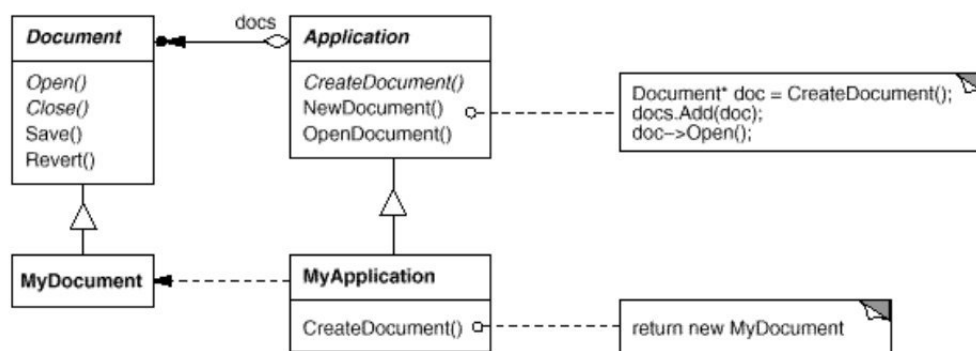 docs
Document
Open()
Close()
Save()
Revert()
Application
CreateDocument()
NewDocument()
OpenDocument()
Document* doc = CreateDocument();
docs.Add(doc);
doc->Open();
MyDocument
MyApplication
CreateDocument()
return new MyDocument